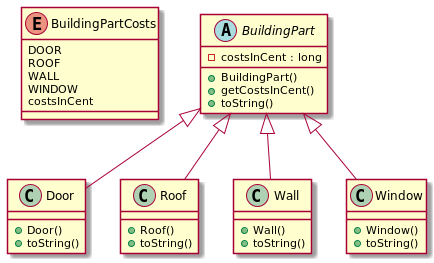 E BuildingPartCosts
DOOR
ROOF
WALL
WINDOW
costsInCent
A BuildingPart
costsInCent : long
BuildingPart()
getCostsInCent()
toString()
C Door
Door()
toString()
C Roof
Roof()
toString()
C Wall
Wall()
toString()
C Window
Window()
toString()